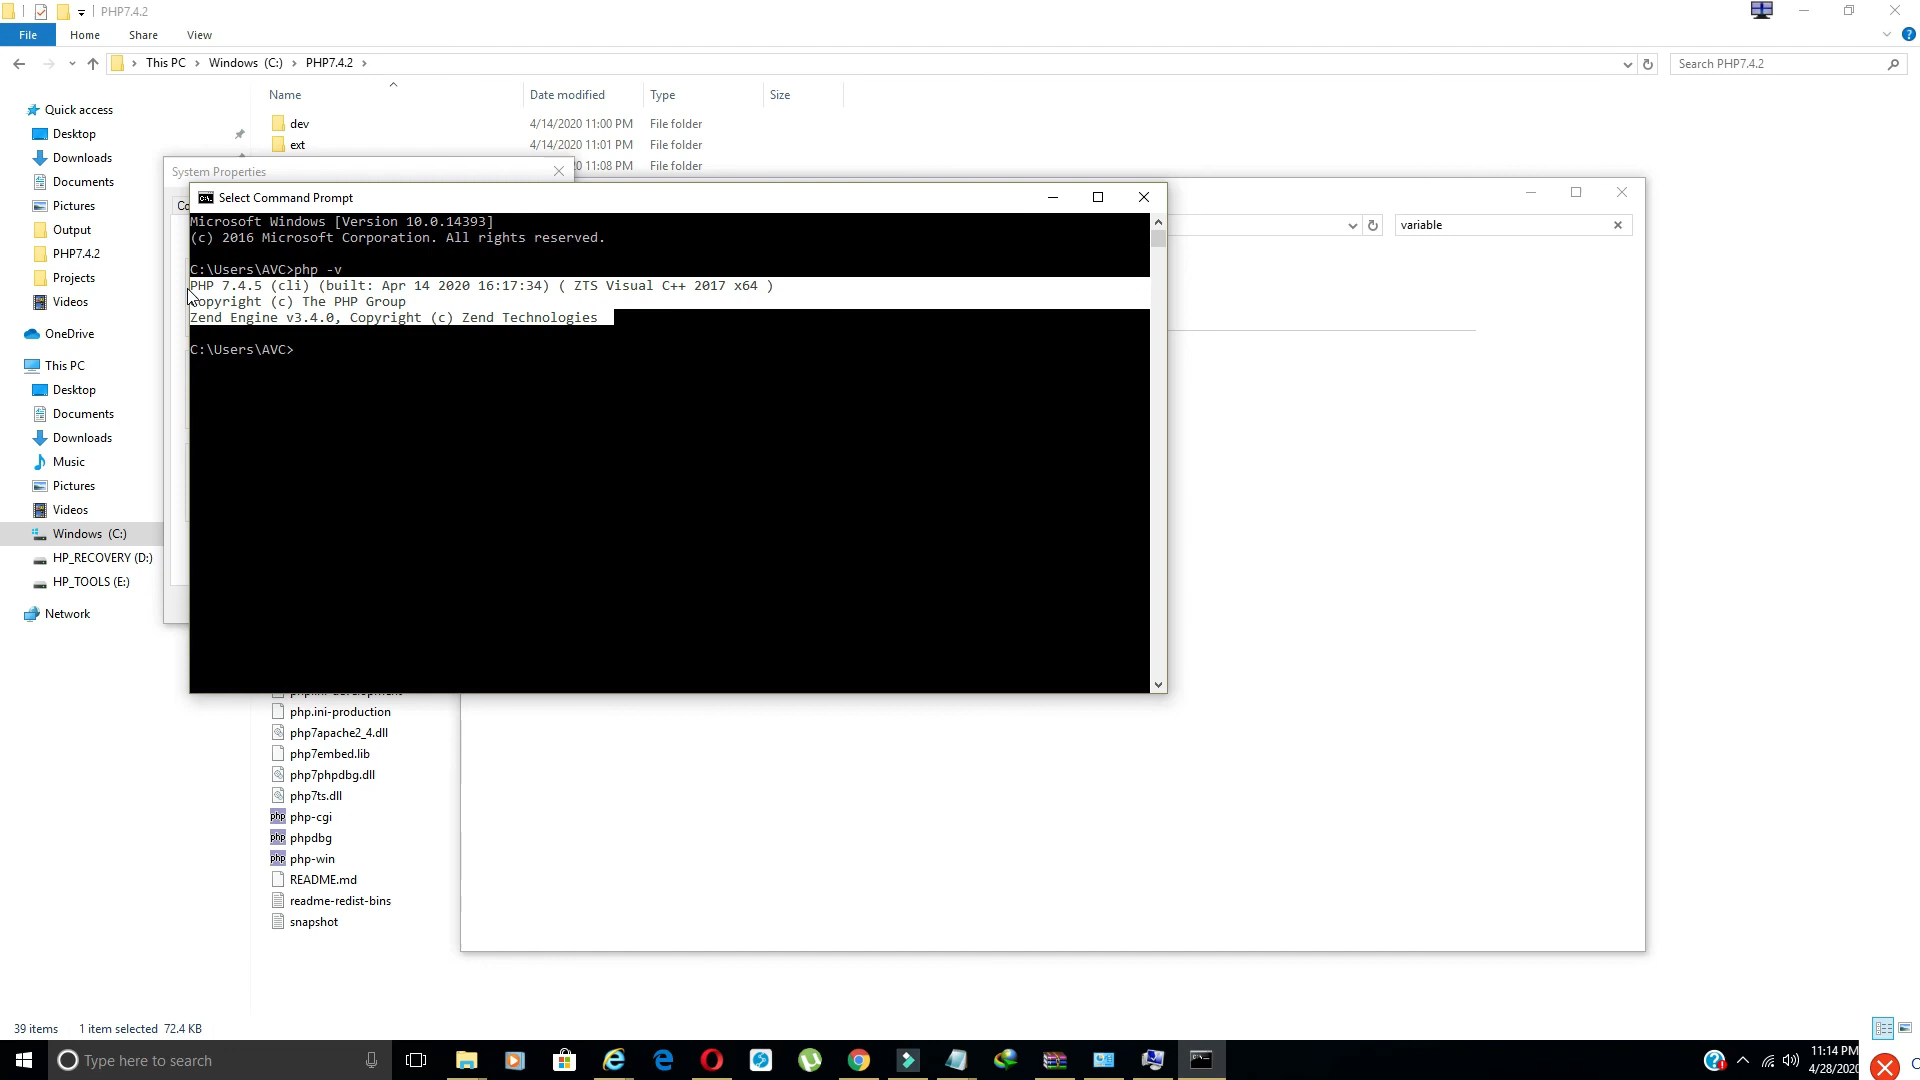 PHP7.4.2
File Home Share View
This PC Windows (C:) PHP7.4.2
Search PHP7.4.2
Name Date modified Type Size
Quick access
Desktop
Downloads
Documents
Pictures
Output
PHP7.4.2
Projects
Videos
OneDrive
This PC
Desktop
Documents
Downloads
Music
Pictures
Videos
Windows (C:)
HP_RECOVERY (D:)
HP_TOOLS (E:)
Network
dev 4/14/2020 11:00 PM File folder
ext 4/14/2020 11:01 PM File folder
11:08 PM File folder
System Properties
Select Command Prompt
Microsoft Windows [Version 10.0.14393]
(c) 2016 Microsoft Corporation. All rights reserved.
C:\Users\AVC>php -v
PHP 7.4.5 (cli) (built: Apr 14 2020 16:17:34) ( ZTS Visual C++ 2017 x64 )
Copyright (c) The PHP Group
Zend Engine v3.4.0, Copyright (c) Zend Technologies
C:\Users\AVC>
variable
php.ini-production
php7apache2_4.dll
php7embed.lib
php7phpdbg.dll
php7ts.dll
php-cgi
phpdbg
php-win
README.md
readme-redist-bins
snapshot
39 items 1 item selected 72.4 KB
Type here to search
11:14 PM
4/28/2020